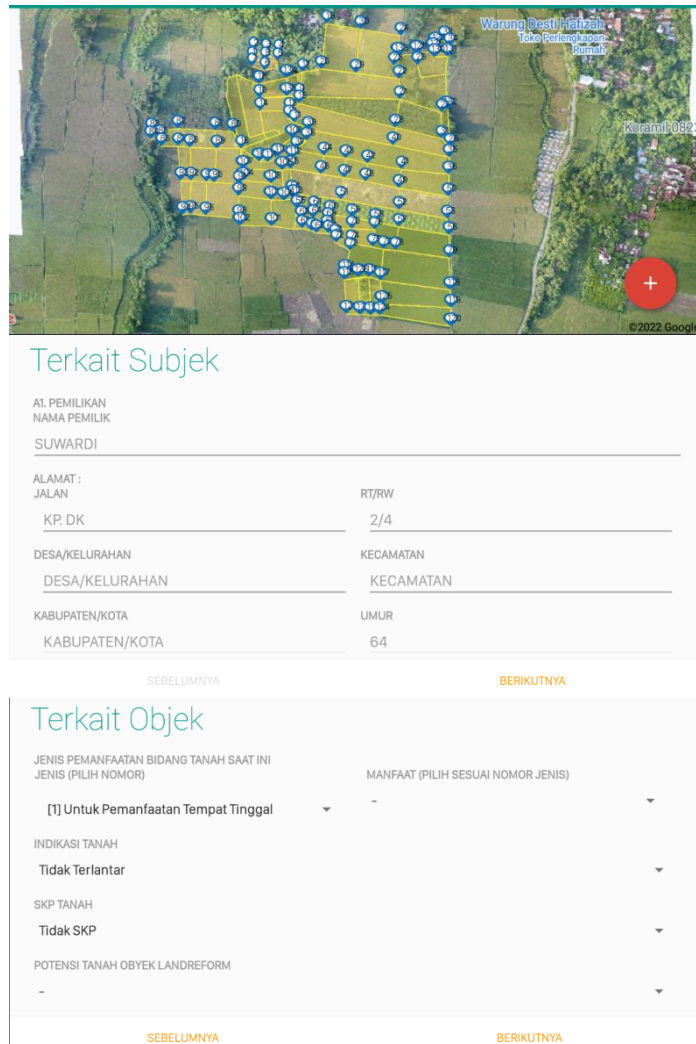 Warung Desti Hafizah
Toko Perlengkapan
Rumah
Koramil 082
+
©2022 Google
Terkait Subjek
A1. PEMILIKAN
NAMA PEMILIK
SUWARDI
ALAMAT :
JALAN
RT/RW
KP. DK
2/4
DESA/KELURAHAN
KECAMATAN
DESA/KELURAHAN
KECAMATAN
KABUPATEN/KOTA
UMUR
KABUPATEN/KOTA
64
SEBELUMNYA
BERIKUTNYA
Terkait Objek
JENIS PEMANFAATAN BIDANG TANAH SAAT INI
JENIS (PILIH NOMOR)
MANFAAT (PILIH SESUAI NOMOR JENIS)
[1] Untuk Pemanfaatan Tempat Tinggal
-
INDIKASI TANAH
Tidak Terlantar
SKP TANAH
Tidak SKP
POTENSI TANAH OBYEK LANDREFORM
-
SEBELUMNYA
BERIKUTNYA